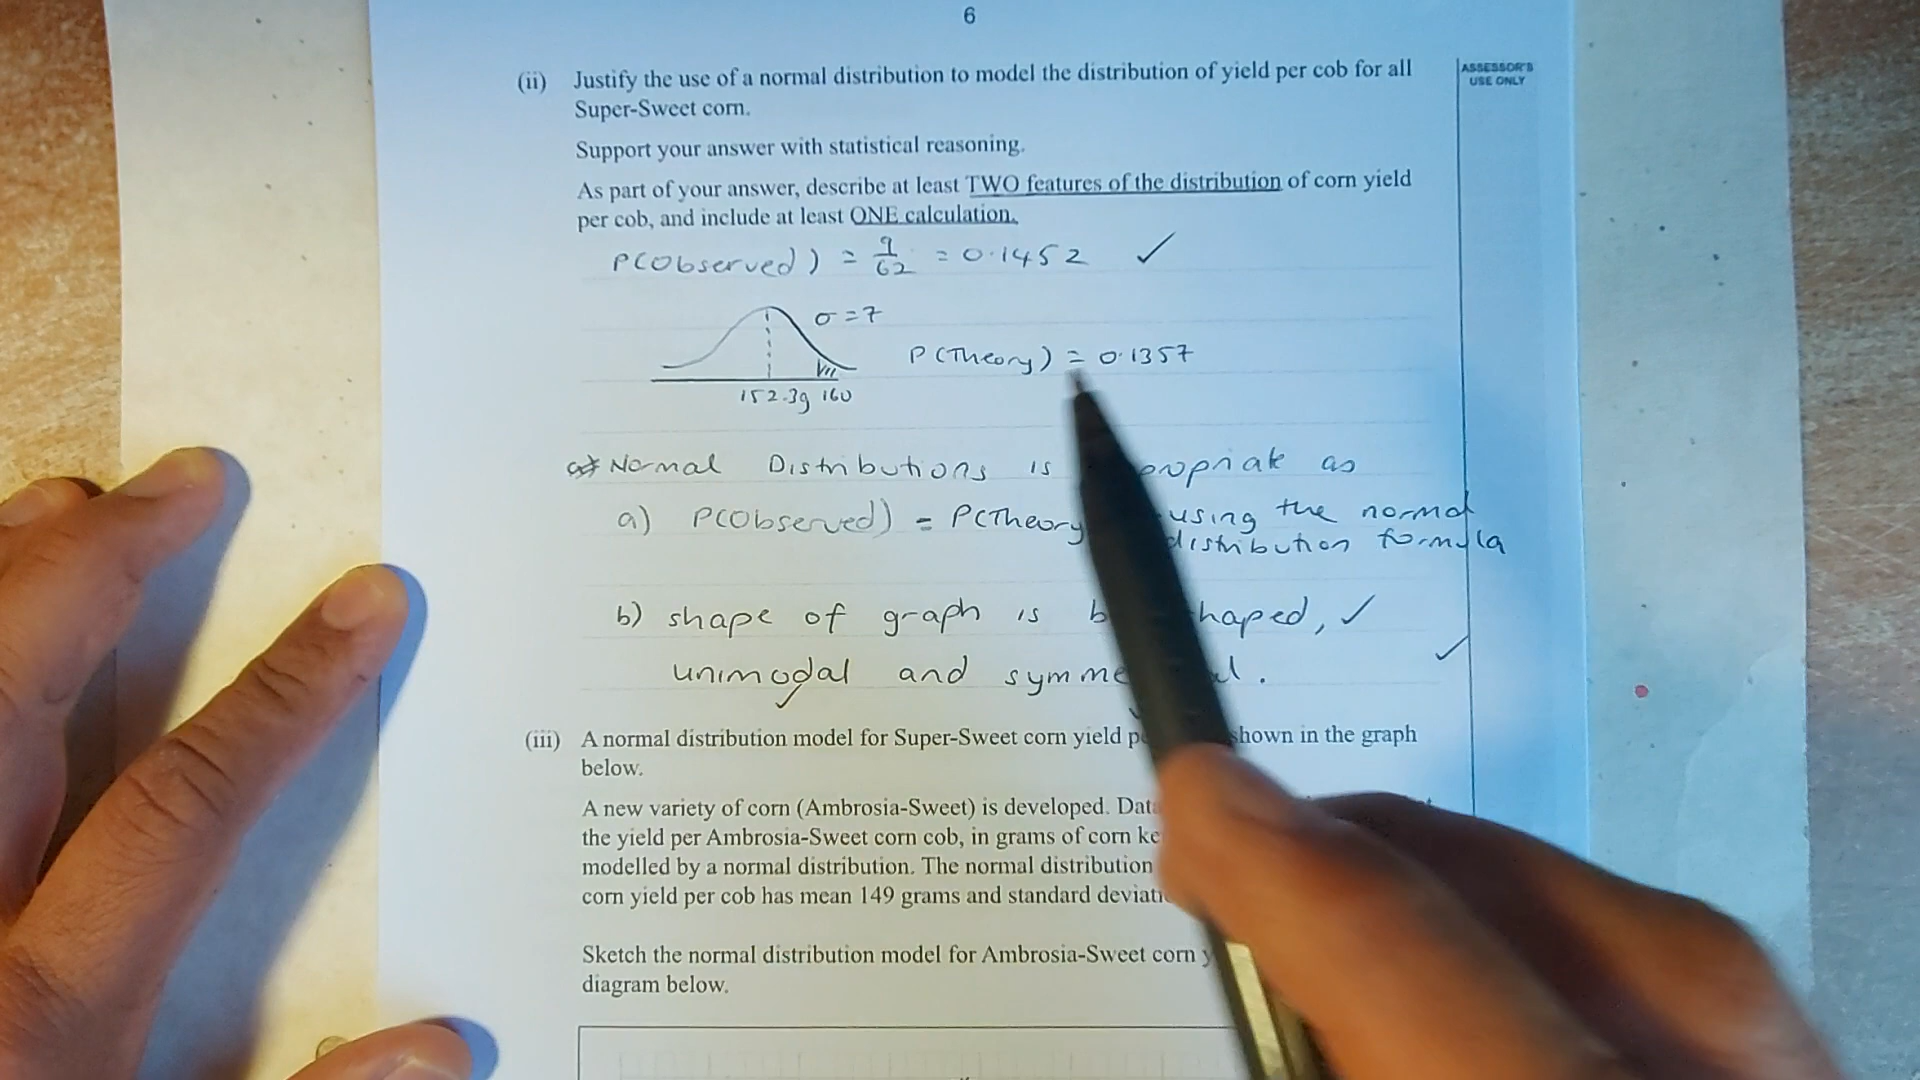 6
(ii) Justify the use of a normal distribution to model the distribution of yield per cob for all
Super-Sweet corn.
ASSESSOR'S
USE ONLY
Support your answer with statistical reasoning.
As part of your answer, describe at least TWO features of the distribution of corn yield
per cob, and include at least ONE calculation.
P(Observed) = 9/62 = 0.1452 ✓
σ=7
P(Theory) = 0.1357
152.3g 160
Normal Distributions is as
a) P(Observed) = P(Theory using the normal
distribution formula
b) shape of graph is ✓
unimodal and .
(iii) A normal distribution model for Super-Sweet corn yield shown in the graph
below.
A new variety of corn (Ambrosia-Sweet) is developed.
the yield per Ambrosia-Sweet corn cob, in grams of corn
modelled by a normal distribution. The normal distribution
corn yield per cob has mean 149 grams and standard
Sketch the normal distribution model for Ambrosia-Sweet corn
diagram below.